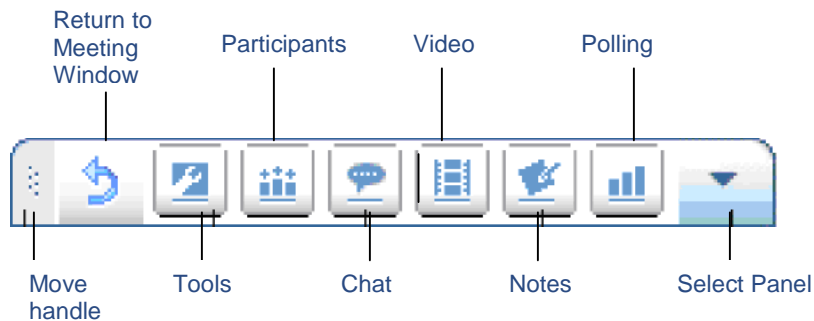 Return to
Meeting
Window
Participants
Video
Polling
Move
handle
Tools
Chat
Notes
Select Panel